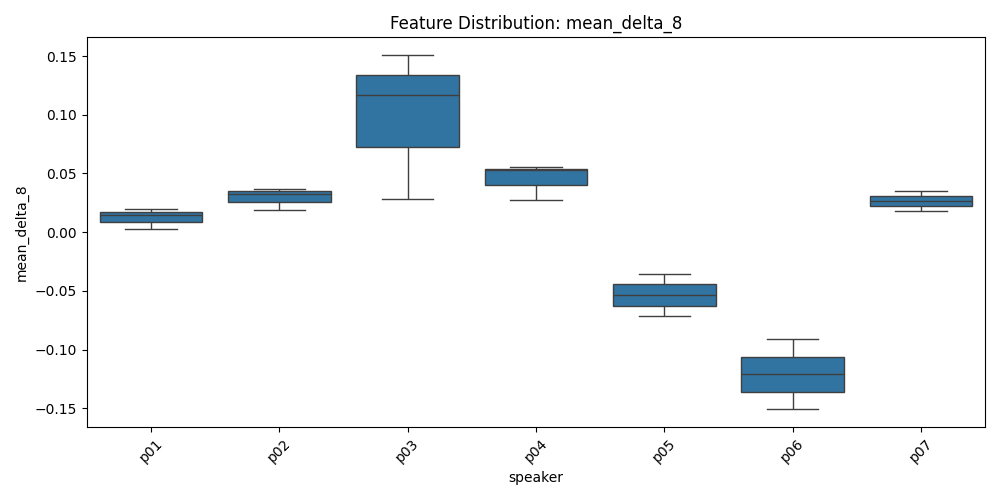 Feature Distribution: mean_delta_8
mean_delta_8
0.15
0.10
0.05
0.00
−0.05
−0.10
−0.15
p01 p02 p03 p04 p05 p06 p07
speaker